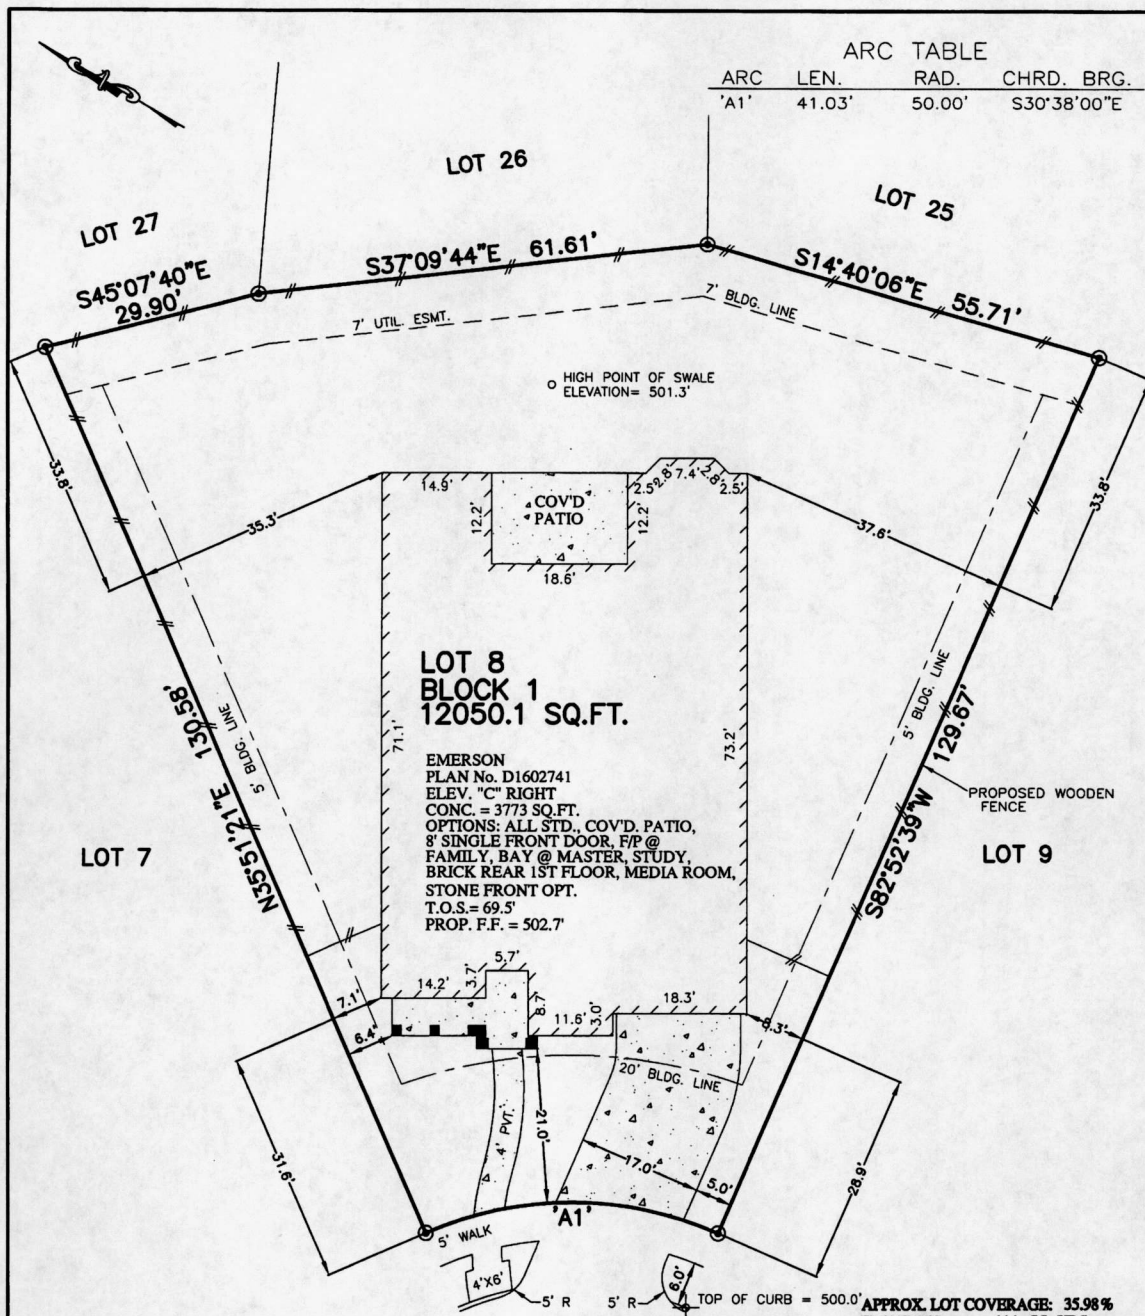 ARC TABLE
ARC LEN. RAD. CHRD. BRG.
'A1' 41.03' 50.00' S30°38'00"E
LOT 26
LOT 25
LOT 27
S45°07'40"E
29.90'
S37°09'44"E 61.61'
S14°40'06"E 55.71'
7' UTIL. ESMT.
7' BLDG. LINE
HIGH POINT OF SWALE
ELEVATION= 501.3'
33.8'
35.3'
14.9'
12.2'
COV'D
PATIO
12.2'
18.6'
2.5'
2.8'
7.4'
2.8'
2.5'
37.6'
33.8'
LOT 8
BLOCK 1
12050.1 SQ.FT.
71.1'
73.2'
EMERSON
PLAN No. D1602741
ELEV. "C" RIGHT
CONC. = 3773 SQ.FT.
OPTIONS: ALL STD., COV'D. PATIO,
8' SINGLE FRONT DOOR, F/P @
FAMILY, BAY @ MASTER, STUDY,
BRICK REAR 1ST FLOOR, MEDIA ROOM,
STONE FRONT OPT.
T.O.S.= 69.5'
PROP. F.F. = 502.7'
N35°51'21"E 130.58'
5' BLDG. LINE
5' BLDG. LINE
S82°52'39"W 129.67'
PROPOSED WOODEN
FENCE
LOT 7
LOT 9
14.2'
3.7'
5.7'
8.7'
11.6'
3.0'
18.3'
7.1'
6.4'
8.3'
20' BLDG. LINE
4' PVT.
21.0'
17.0'
5.0'
31.6'
28.9'
'A1'
5' WALK
4'X6'
5' R
5' R
6.0'
TOP OF CURB = 500.0'
APPROX. LOT COVERAGE: 35.98%